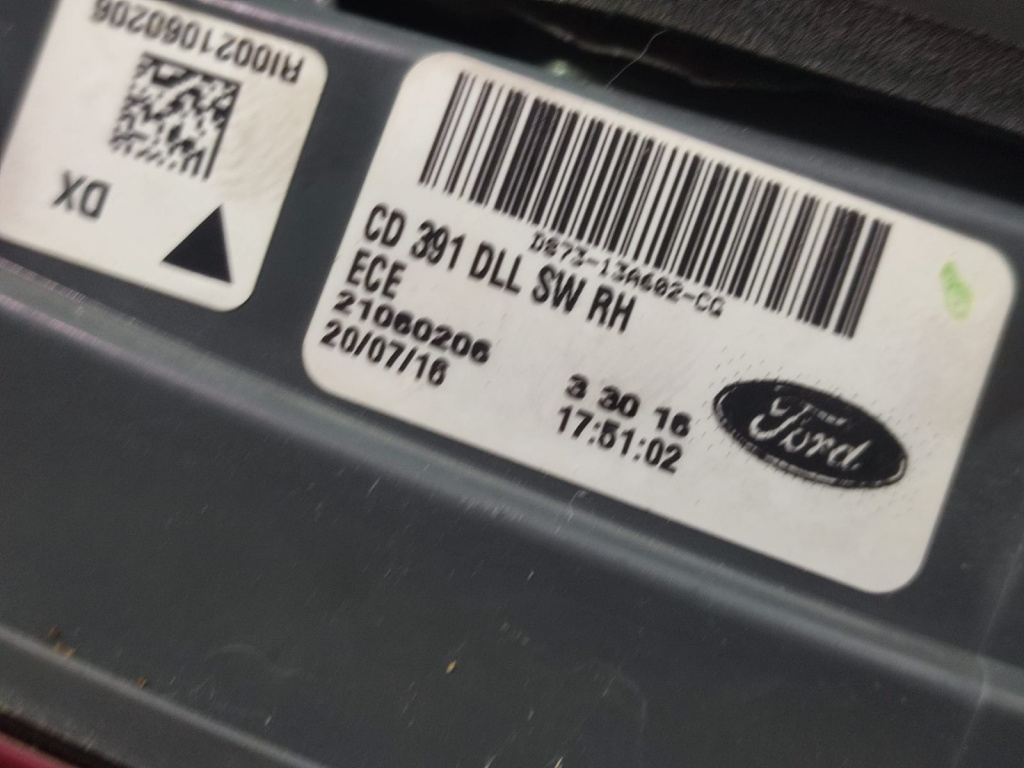 RI0021060206
DX
DS73-13A602-CG
CD 391 DLL SW RH
ECE
21060206
20/07/16
3 30 16
17:51:02
Ford